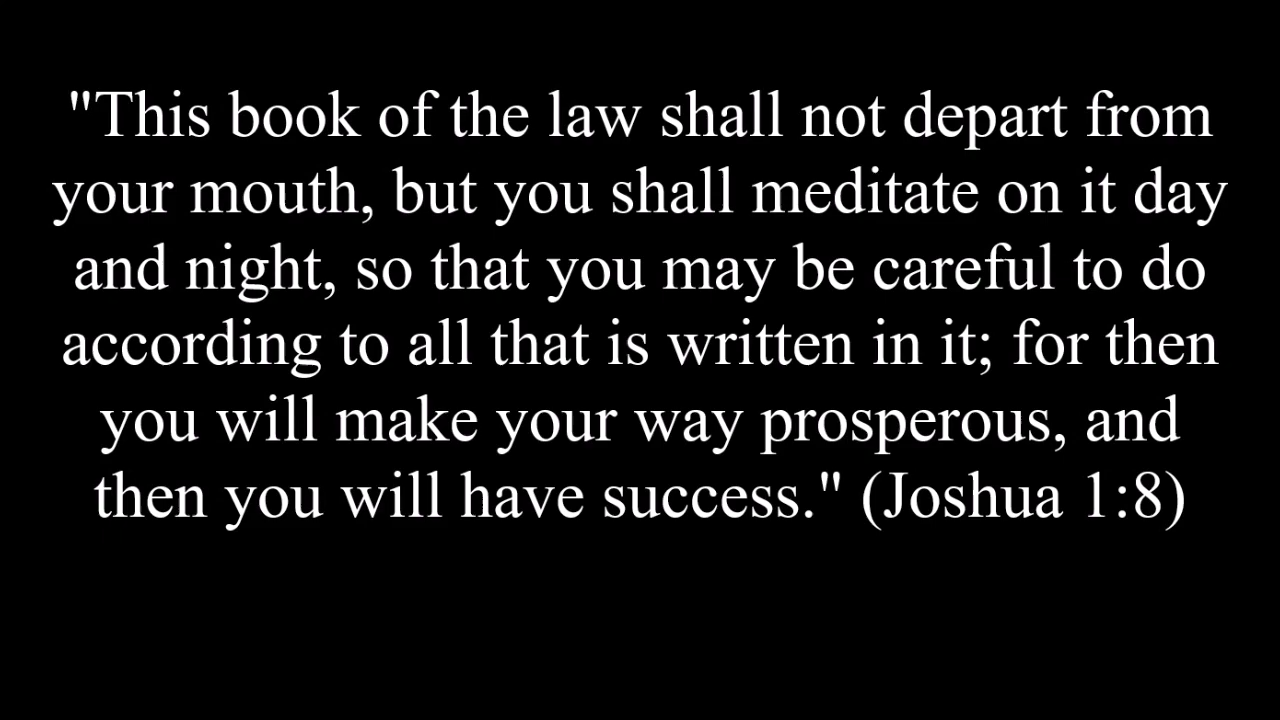 "This book of the law shall not depart from
your mouth, but you shall meditate on it day
and night, so that you may be careful to do
according to all that is written in it; for then
you will make your way prosperous, and
then you will have success." (Joshua 1:8)